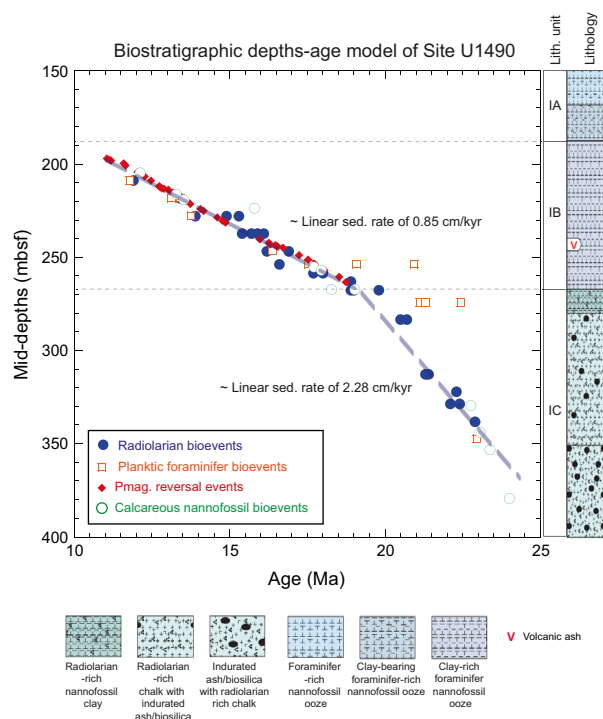 Biostratigraphic depths-age model of Site U1490
Lith. unit
Lithology
Mid-depths (mbsf)
150
200
250
300
350
400
~ Linear sed. rate of 0.85 cm/kyr
~ Linear sed. rate of 2.28 cm/kyr
Radiolarian bioevents
Planktic foraminifer bioevents
Pmag. reversal events
Calcareous nannofossil bioevents
10
15
20
25
Age (Ma)
IA
IB
IC
V
Radiolarian
-rich
nannofossil
clay
Radiolarian
-rich
chalk with
indurated
ash/biosilica
Indurated
ash/biosilica
with radiolarian
rich chalk
Foraminifer
-rich
nannofossil
ooze
Clay-bearing
foraminifer-rich
nannofossil ooze
Clay-rich
foraminifer
nannofossil
ooze
V Volcanic ash